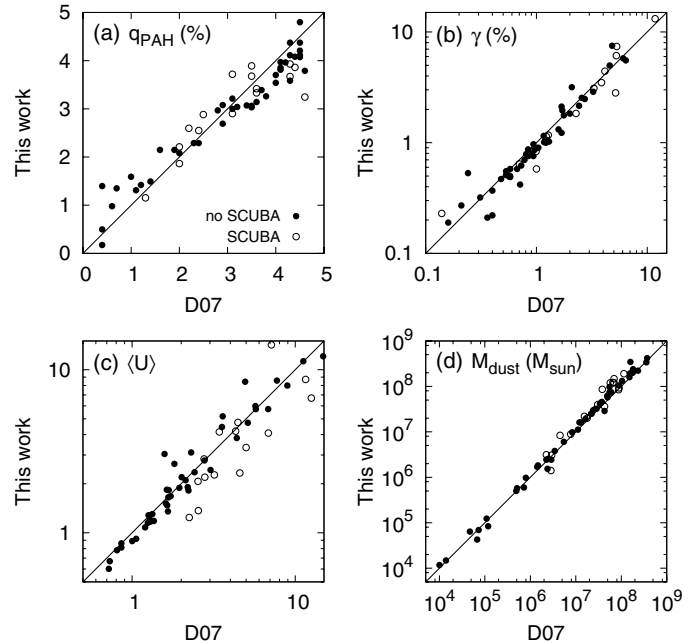 (a) q_PAH (%)
This work
5
4
3
2
1
0
no SCUBA
SCUBA
0 1 2 3 4 5
D07
(b) γ (%)
This work
10
1
0.1
0.1 1 10
D07
(c) ⟨U⟩
This work
10
1
1 10
D07
(d) M_dust (M_sun)
This work
10^9
10^8
10^7
10^6
10^5
10^4
10^4 10^5 10^6 10^7 10^8 10^9
D07